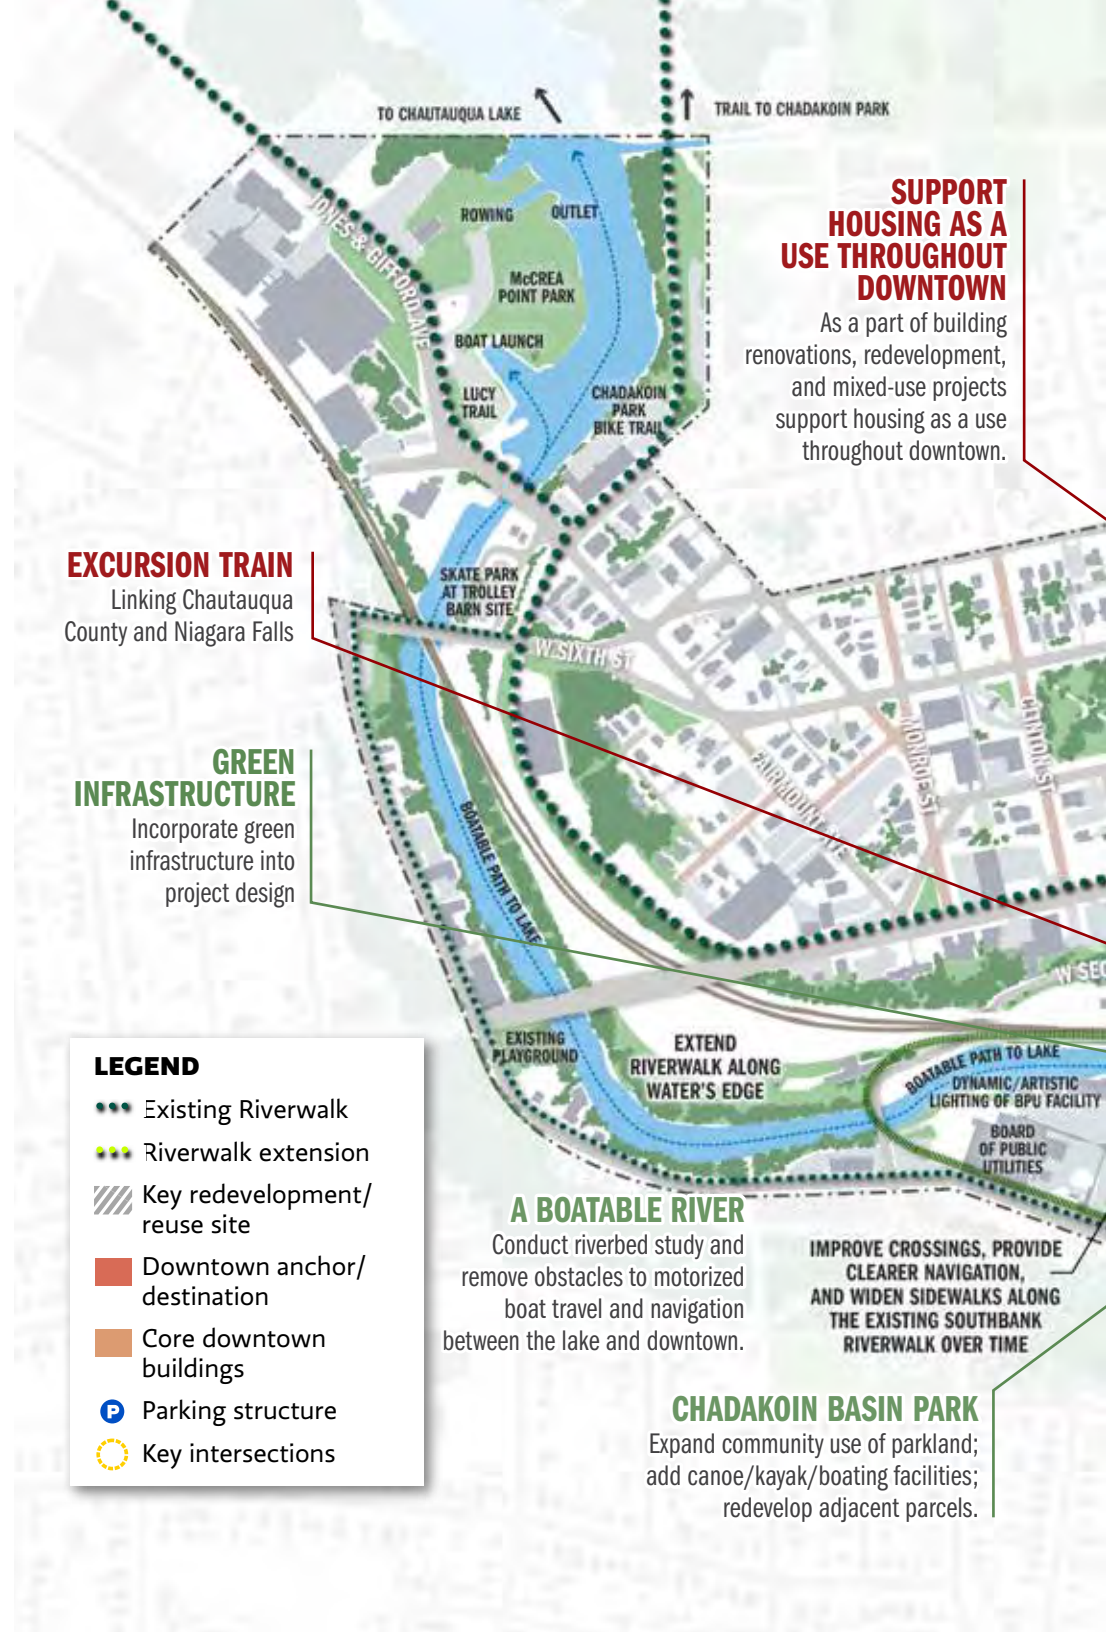 TO CHAUTAUQUA LAKE
TRAIL TO CHADAKOIN PARK
SUPPORT
HOUSING AS A
USE THROUGHOUT
DOWNTOWN
As a part of building
renovations, redevelopment,
and mixed-use projects
support housing as a use
throughout downtown.
JONES & GIFFORD AVE
ROWING
OUTLET
McCREA
POINT PARK
BOAT LAUNCH
LUCY
TRAIL
CHADAKOIN
PARK
BIKE TRAIL
EXCURSION TRAIN
Linking Chautauqua
County and Niagara Falls
SKATE PARK
AT TROLLEY
BARN SITE
W SIXTH ST
FAIRMOUNT AVE
MONROE ST
CLINTON ST
GREEN
INFRASTRUCTURE
Incorporate green
infrastructure into
project design
BOATABLE PATH TO LAKE
W SEC
EXISTING
PLAYGROUND
EXTEND
RIVERWALK ALONG
WATER'S EDGE
BOATABLE PATH TO LAKE
DYNAMIC/ARTISTIC
LIGHTING OF BPU FACILITY
BOARD
OF PUBLIC
UTILITIES
LEGEND
Existing Riverwalk
Riverwalk extension
Key redevelopment/
reuse site
Downtown anchor/
destination
Core downtown
buildings
P Parking structure
Key intersections
A BOATABLE RIVER
Conduct riverbed study and
remove obstacles to motorized
boat travel and navigation
between the lake and downtown.
IMPROVE CROSSINGS, PROVIDE
CLEARER NAVIGATION,
AND WIDEN SIDEWALKS ALONG
THE EXISTING SOUTHBANK
RIVERWALK OVER TIME
CHADAKOIN BASIN PARK
Expand community use of parkland;
add canoe/kayak/boating facilities;
redevelop adjacent parcels.